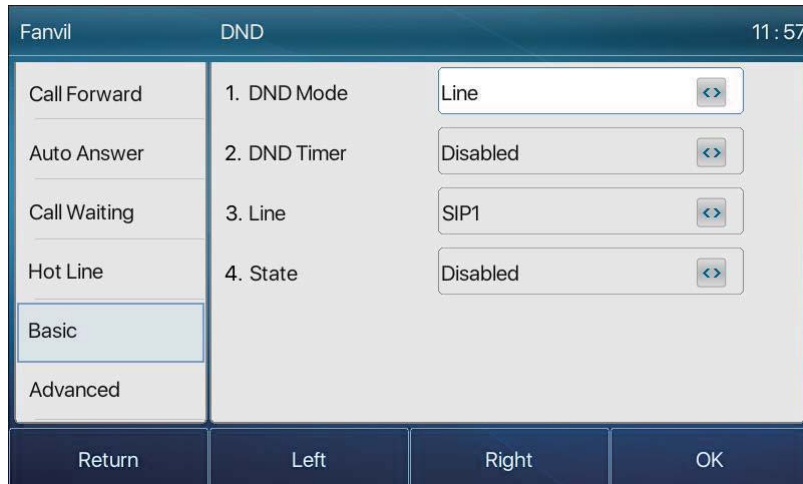 Fanvil DND 11:57
Call Forward
Auto Answer
Call Waiting
Hot Line
Basic
Advanced
1. DND Mode Line
2. DND Timer Disabled
3. Line SIP1
4. State Disabled
Return Left Right OK